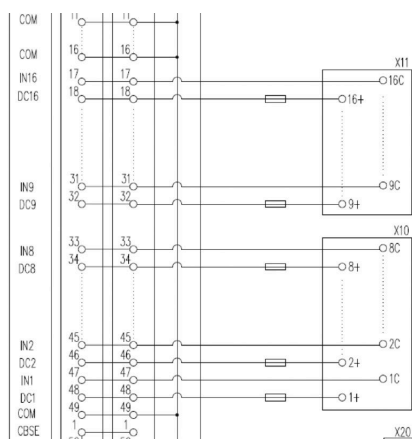 COM 11 11
COM 16 16 X11
IN16 17 17 16C
DC16 18 18 16+
IN9 31 31 9C
DC9 32 32 9+
X10
IN8 33 33 8C
DC8 34 34 8+
IN2 45 45 2C
DC2 46 46 2+
IN1 47 47 1C
DC1 48 48 1+
COM 49 49
CBSE 1 1 X20